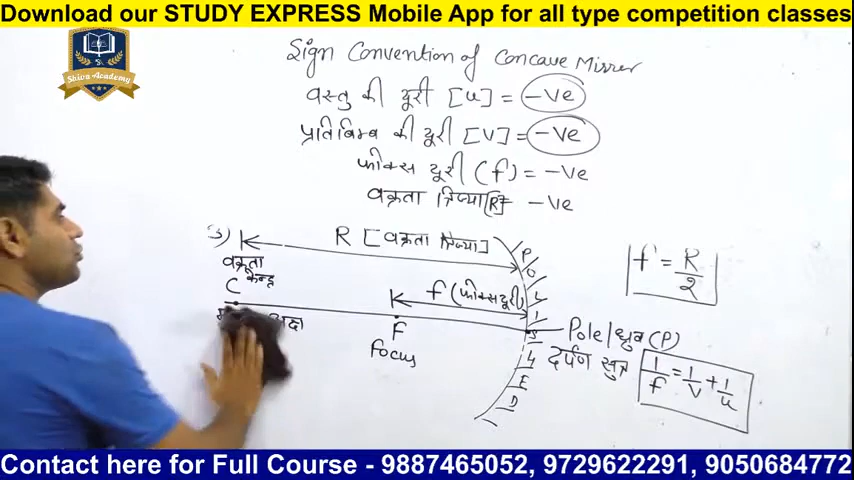 Download our STUDY EXPRESS Mobile App for all type competition classes
Shiva Academy
Sign Convention of Concave Mirror
वस्तु की दूरी [u] = -Ve
प्रतिबिम्ब की दूरी [v] = -Ve
फोकस दूरी (f) = -Ve
वक्रता त्रिज्या [R] = -Ve
R [वक्रता त्रिज्या]
वक्रता
केन्द्र
C
f (फोकस दूरी)
F
Focus
POLISHED
Pole/ध्रुव (P)
f = R/2
दर्पण सूत्र 1/f = 1/v + 1/u
अक्ष
Contact here for Full Course - 9887465052, 9729622291, 9050684772